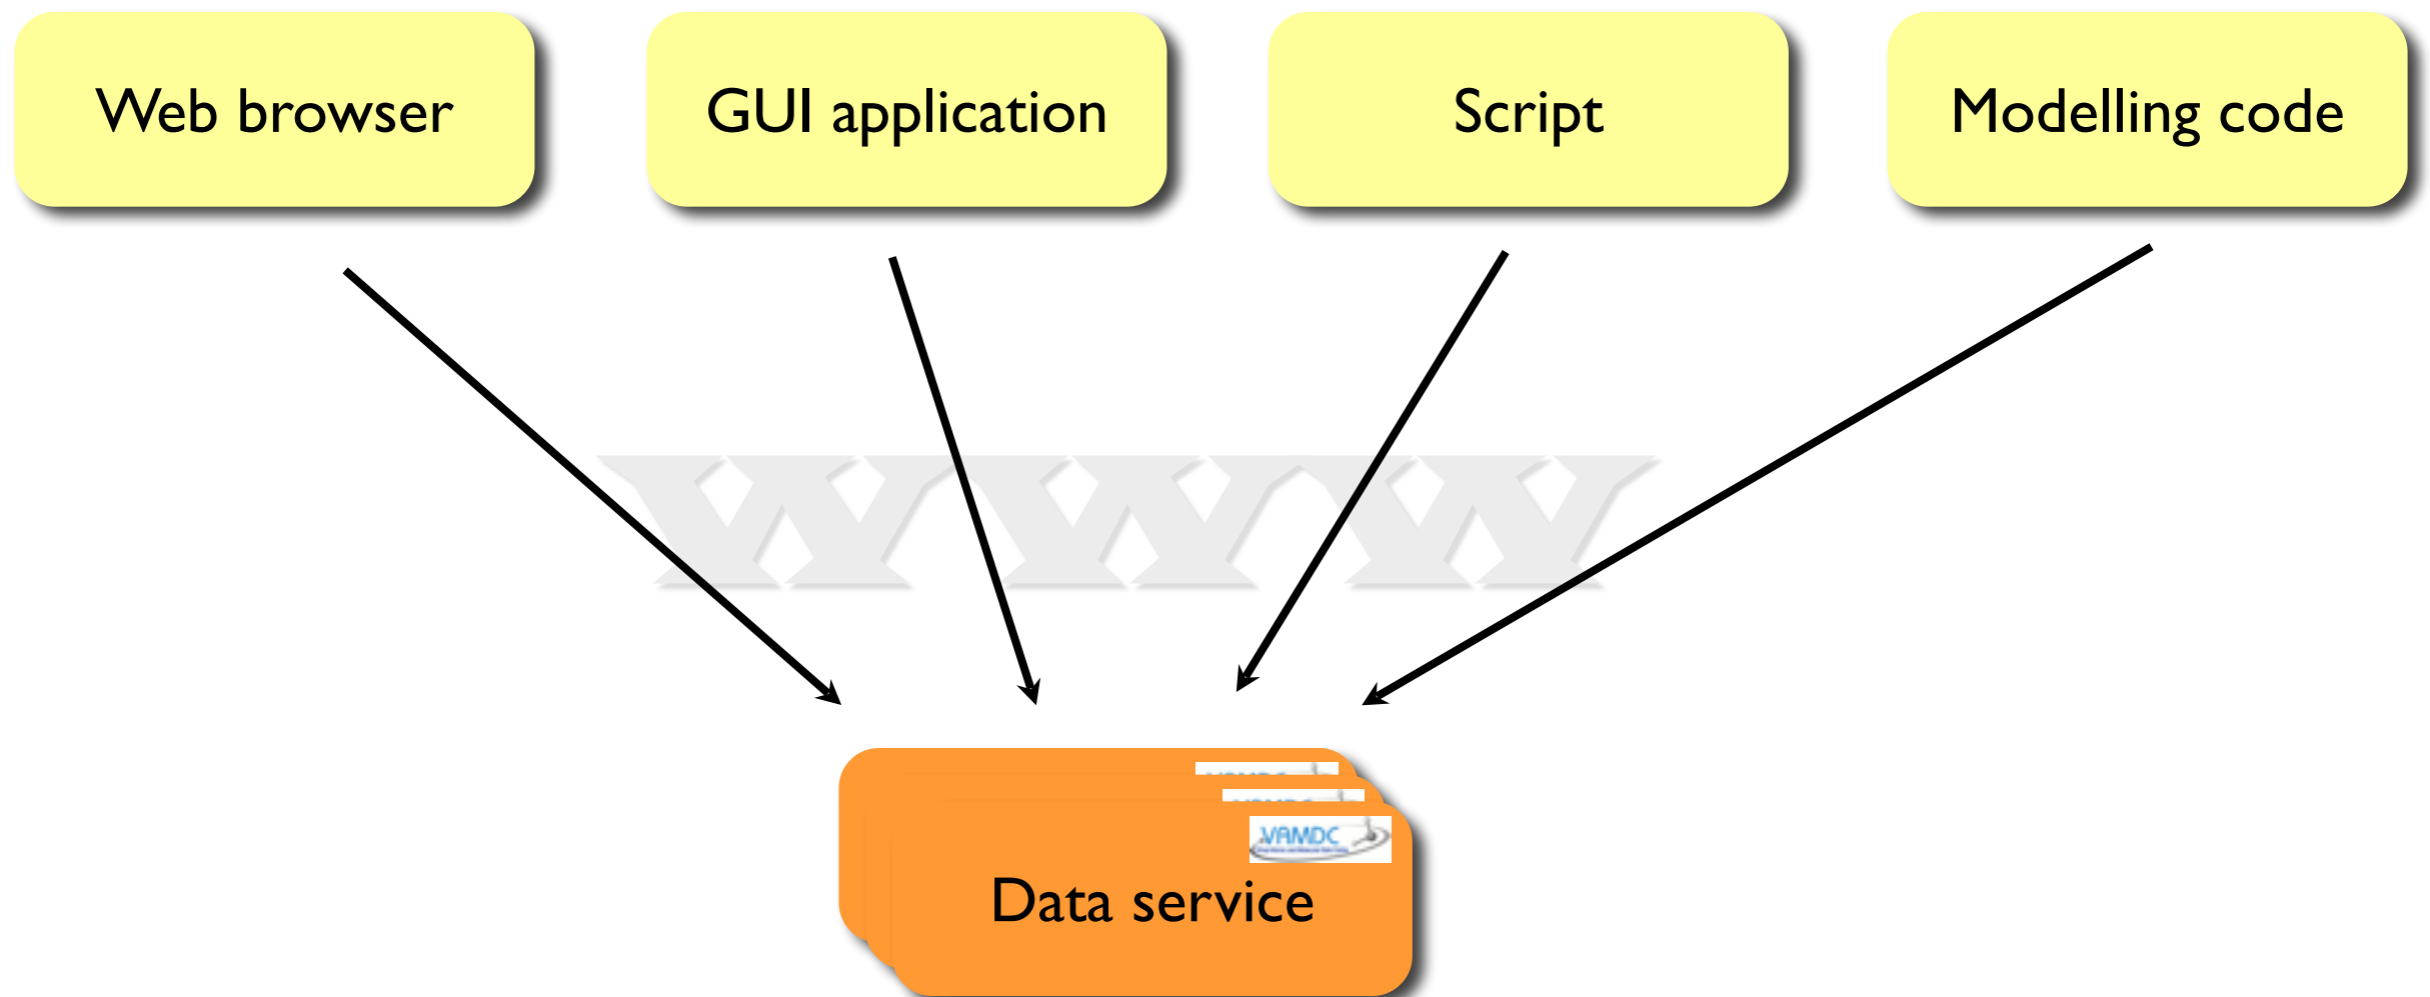 Web browser
GUI application
Script
Modelling code
WWW
VAMDC
Data service